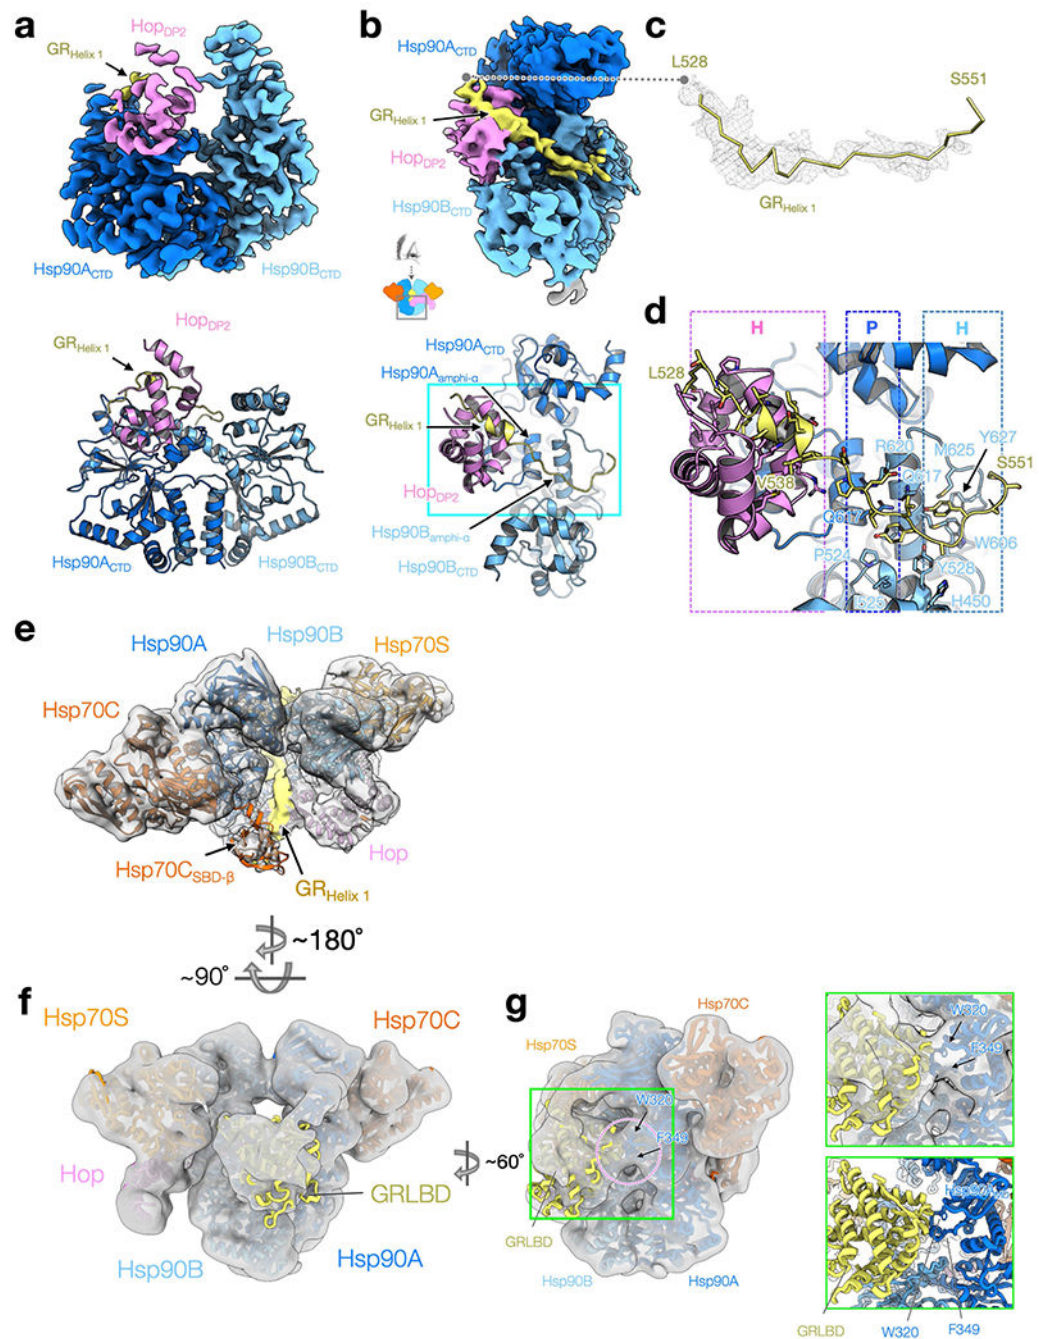 a
HopDP2
GRHelix 1
Hsp90ACTD
Hsp90BCTD
HopDP2
GRHelix 1
Hsp90ACTD
Hsp90BCTD
b
Hsp90ACTD
GRHelix 1
HopDP2
Hsp90BCTD
Hsp90ACTD
Hsp90Aamphi-α
GRHelix 1
HopDP2
Hsp90Bamphi-α
Hsp90BCTD
c
L528
S551
GRHelix 1
d
H
P
H
L528
R620
M625
Y627
S551
Q617
V538
Q617
W606
P524
Y528
I525
H450
e
Hsp90B
Hsp90A
Hsp70S
Hsp70C
Hop
Hsp70CSBD-β
GRHelix 1
~180°
~90°
f
Hsp70S
Hsp70C
Hop
GRLBD
Hsp90B
Hsp90A
~60°
g
Hsp70C
Hsp70S
W320
F349
GRLBD
Hsp90B
Hsp90A
W320
F349
GRLBD
W320
F349